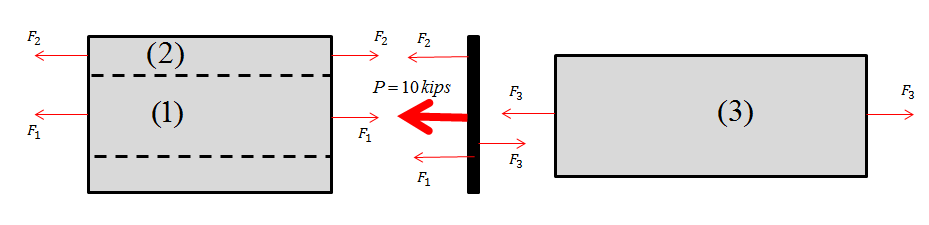 F₂ (2) F₂ F₂
P = 10 kips F₃ (3) F₃
F₁ (1) F₁ F₁ F₃